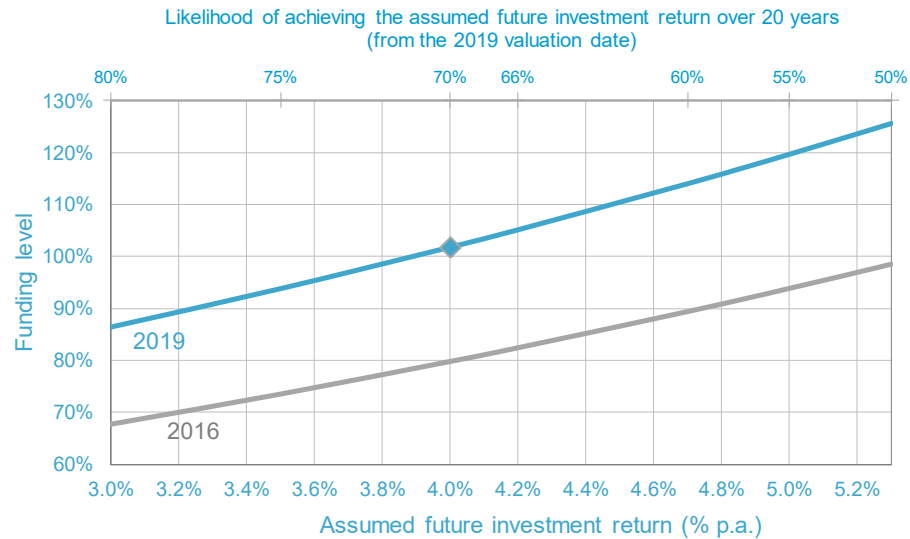 Likelihood of achieving the assumed future investment return over 20 years
(from the 2019 valuation date)
80% 75% 70% 66% 60% 55% 50%
130%
120%
110%
100%
90%
80%
70%
60%
Funding level
2019
2016
3.0% 3.2% 3.4% 3.6% 3.8% 4.0% 4.2% 4.4% 4.6% 4.8% 5.0% 5.2%
Assumed future investment return (% p.a.)